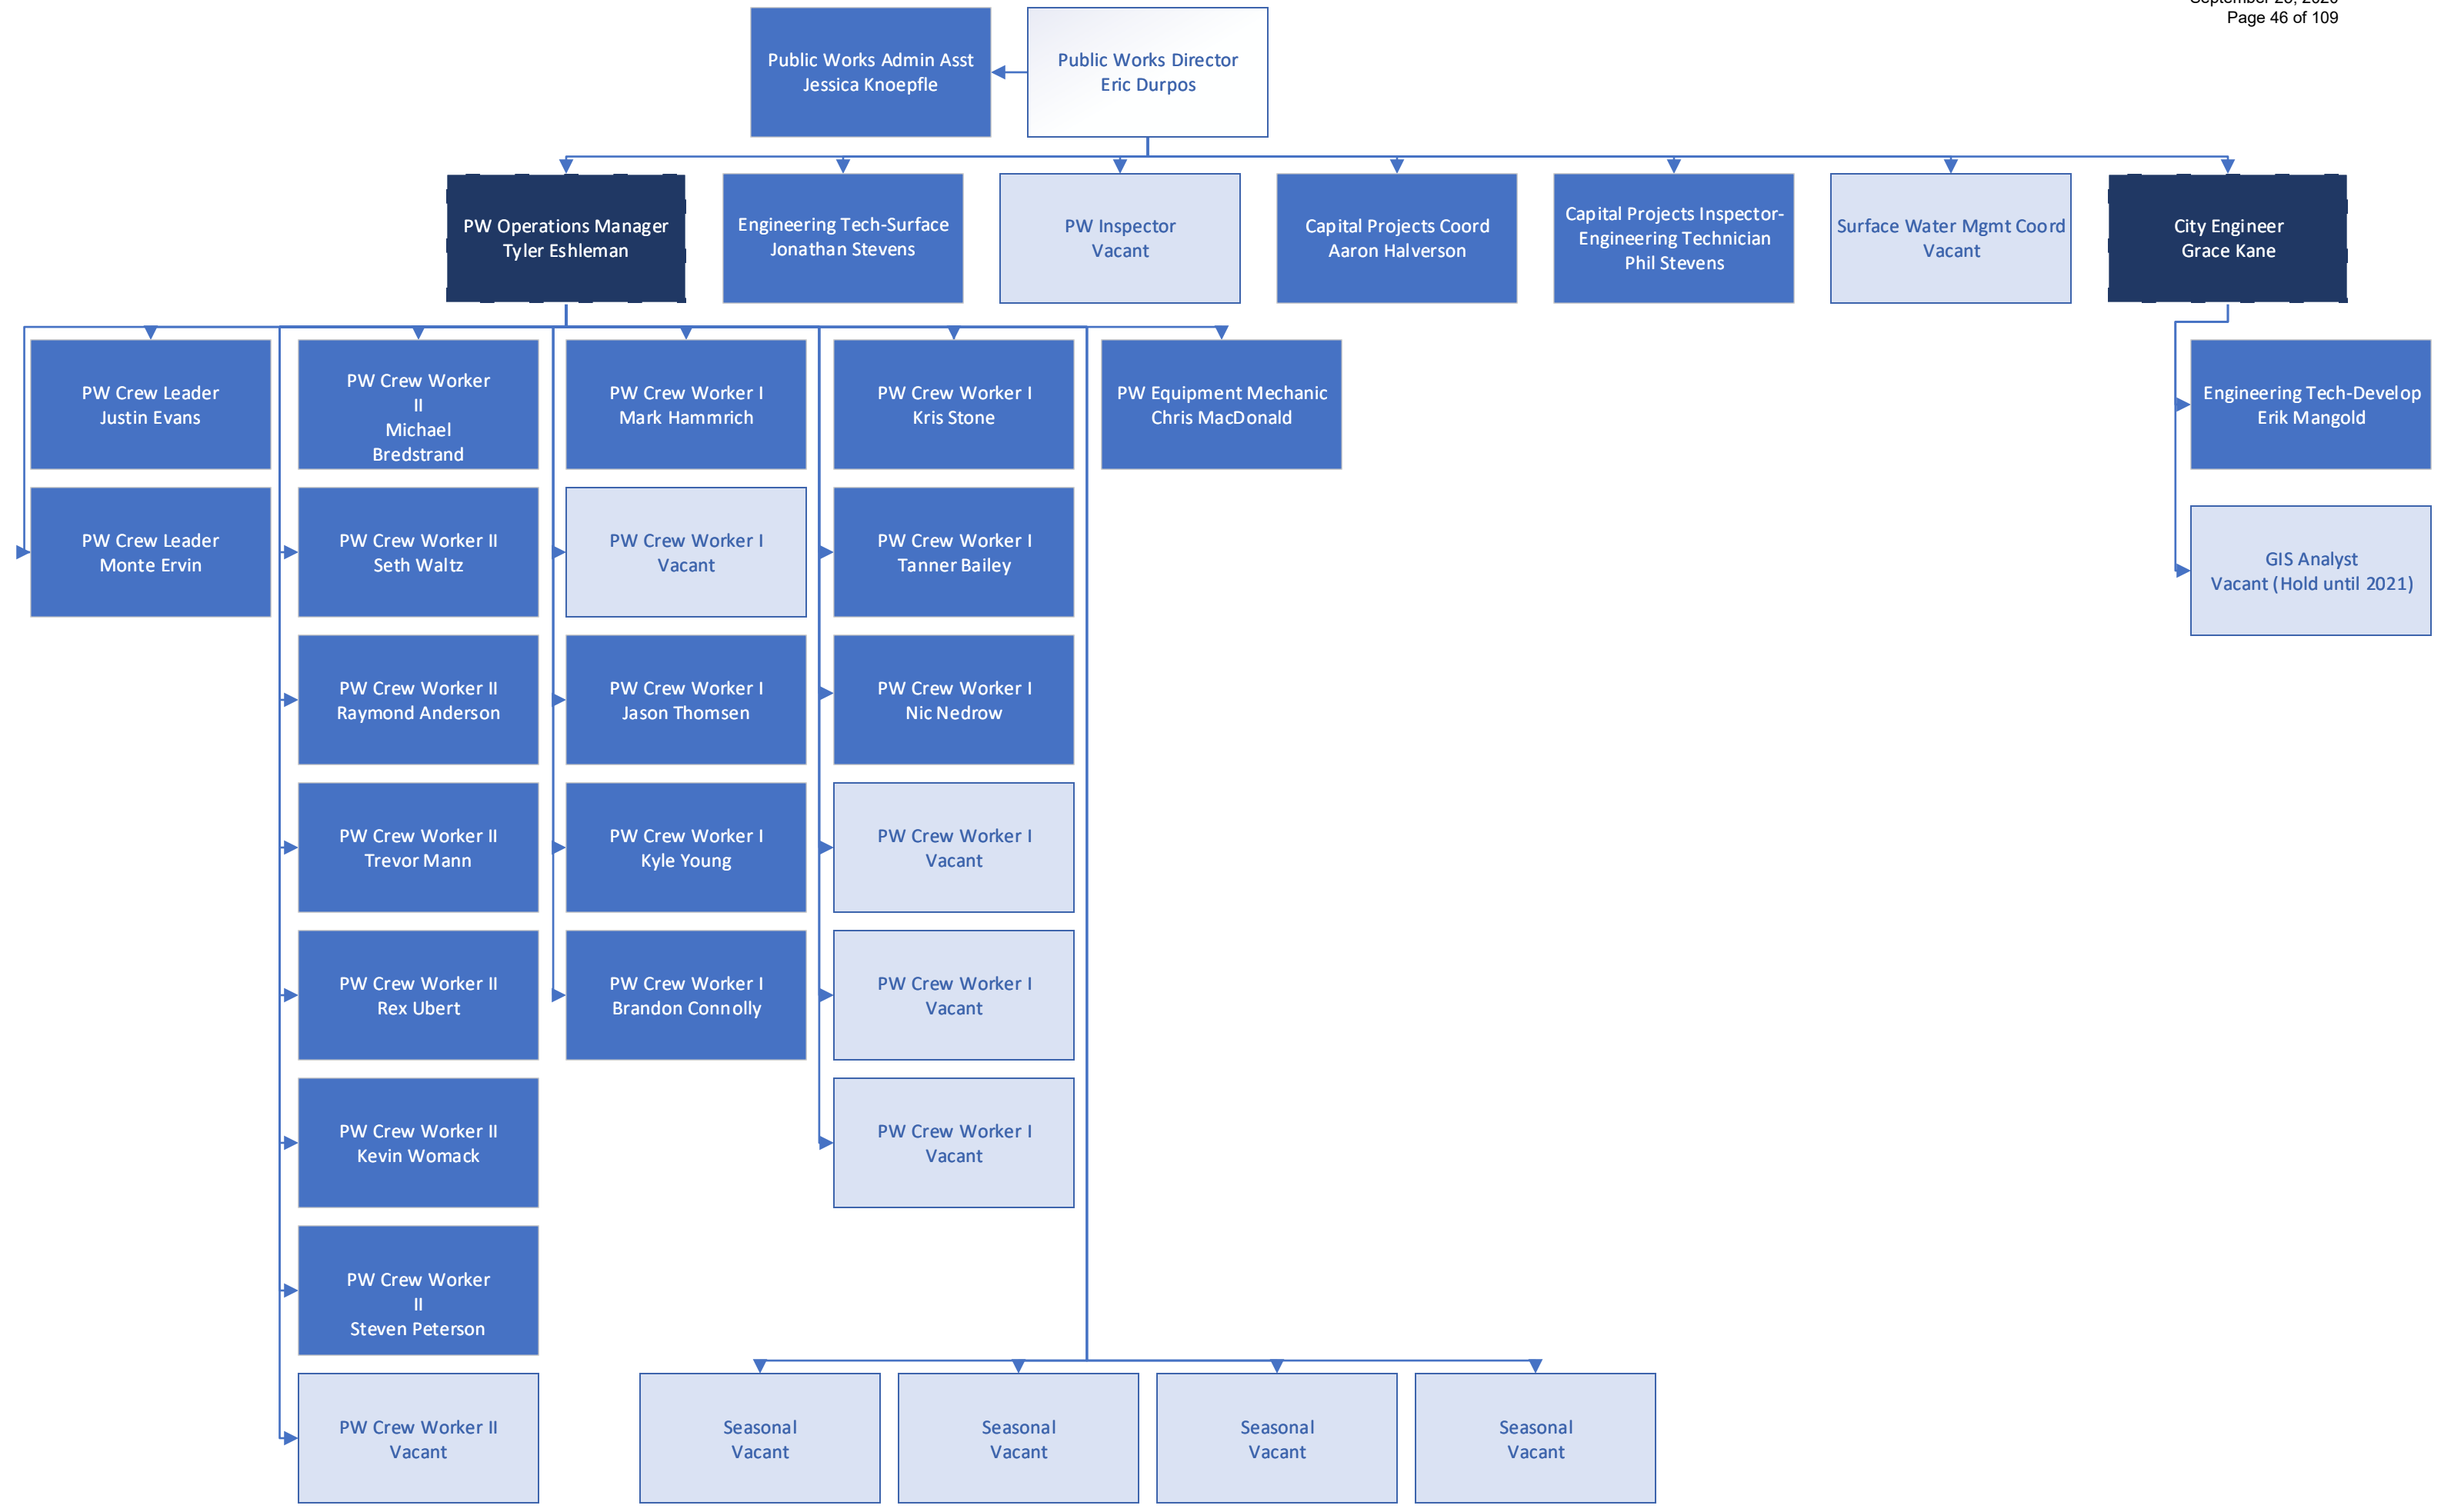 Page 46 of 109
Public Works Admin Asst
Jessica Knoepfle
Public Works Director
Eric Durpos
PW Operations Manager
Tyler Eshleman
Engineering Tech-Surface
Jonathan Stevens
PW Inspector
Vacant
Capital Projects Coord
Aaron Halverson
Capital Projects Inspector-
Engineering Technician
Phil Stevens
Surface Water Mgmt Coord
Vacant
City Engineer
Grace Kane
PW Crew Leader
Justin Evans
PW Crew Worker
II
Michael
Bredstrand
PW Crew Worker I
Mark Hammrich
PW Crew Worker I
Kris Stone
PW Equipment Mechanic
Chris MacDonald
Engineering Tech-Develop
Erik Mangold
PW Crew Leader
Monte Ervin
PW Crew Worker II
Seth Waltz
PW Crew Worker I
Vacant
PW Crew Worker I
Tanner Bailey
GIS Analyst
Vacant (Hold until 2021)
PW Crew Worker II
Raymond Anderson
PW Crew Worker I
Jason Thomsen
PW Crew Worker I
Nic Nedrow
PW Crew Worker II
Trevor Mann
PW Crew Worker I
Kyle Young
PW Crew Worker I
Vacant
PW Crew Worker II
Rex Ubert
PW Crew Worker I
Brandon Connolly
PW Crew Worker I
Vacant
PW Crew Worker II
Kevin Womack
PW Crew Worker I
Vacant
PW Crew Worker
II
Steven Peterson
PW Crew Worker II
Vacant
Seasonal
Vacant
Seasonal
Vacant
Seasonal
Vacant
Seasonal
Vacant